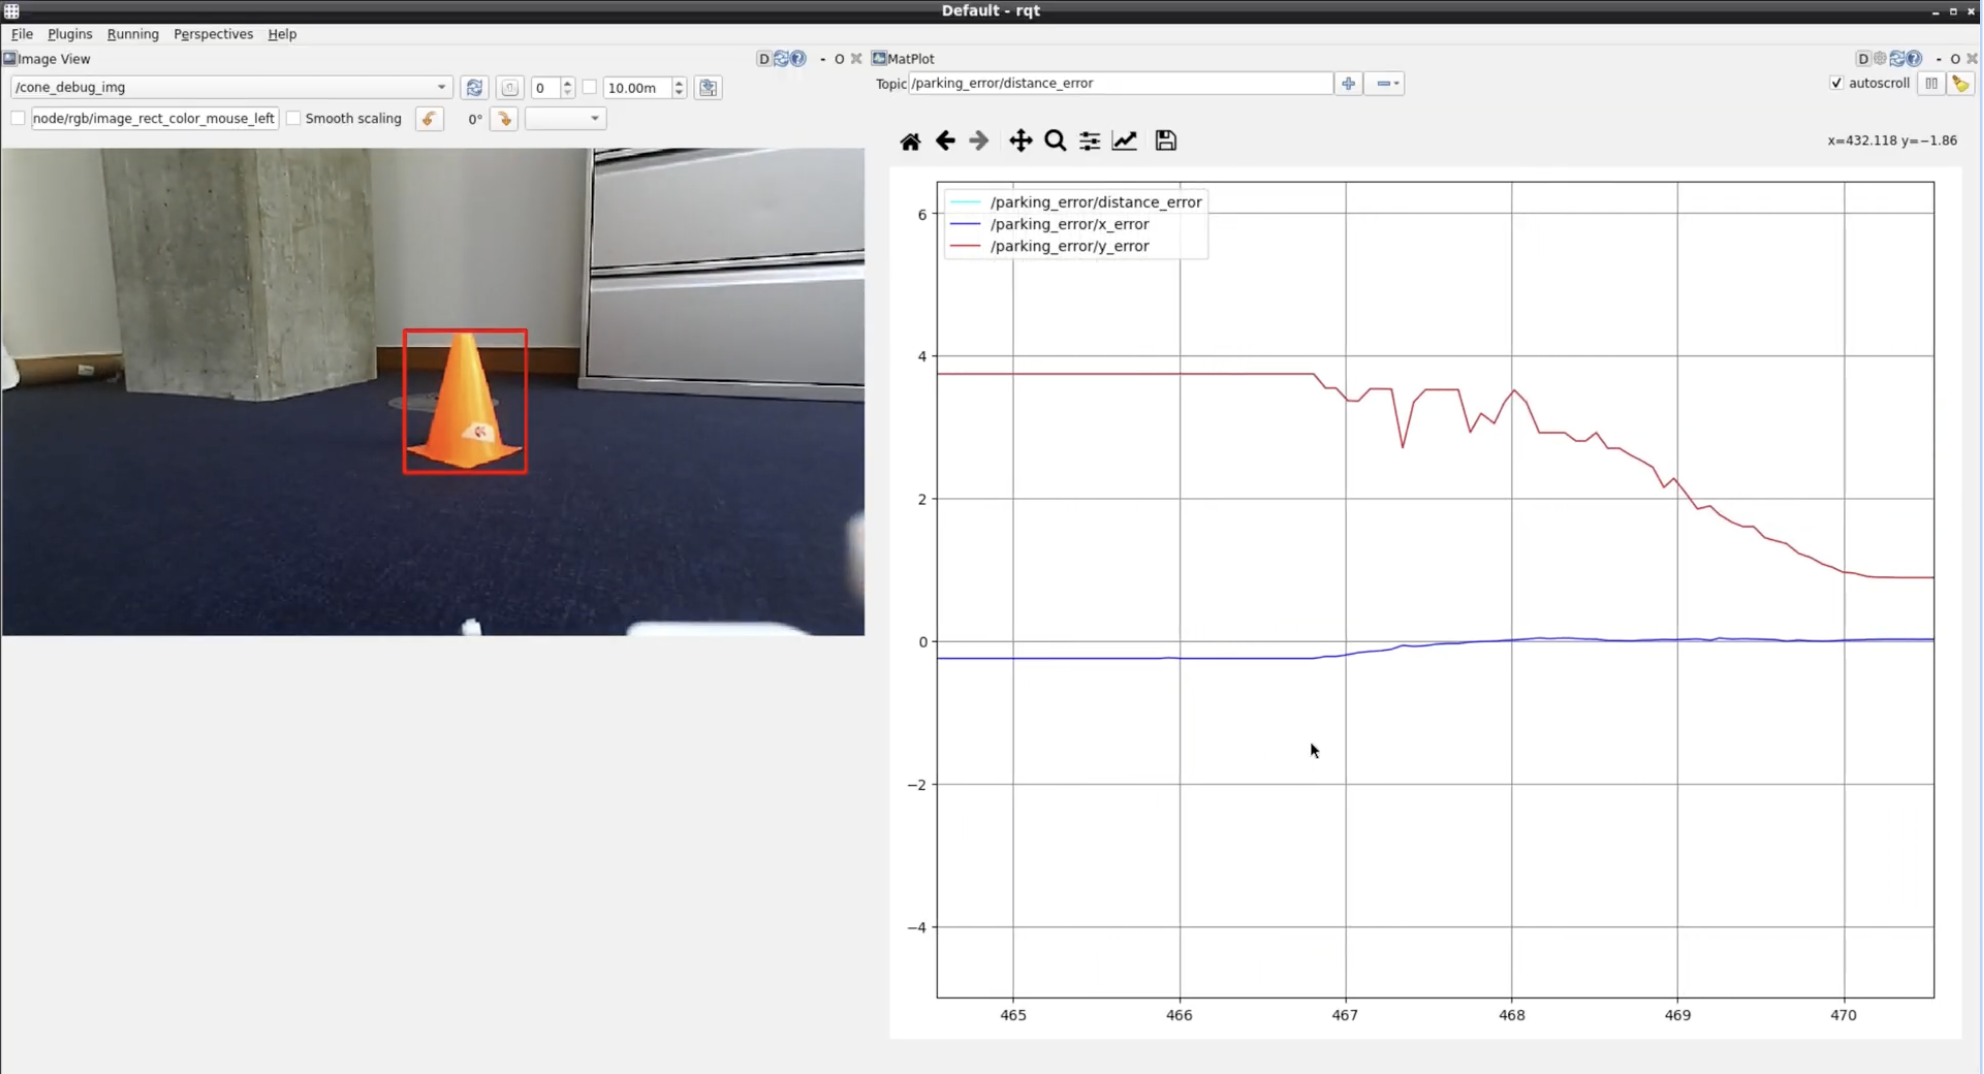 Default - rqt
File Plugins Running Perspectives Help
Image View D - O
/cone_debug_img 0 10.00m
node/rgb/image_rect_color_mouse_left Smooth scaling 0°
MatPlot D - O
Topic /parking_error/distance_error autoscroll
x=432.118 y=−1.86
/parking_error/distance_error
/parking_error/x_error
/parking_error/y_error
6
4
2
0
−2
−4
465 466 467 468 469 470